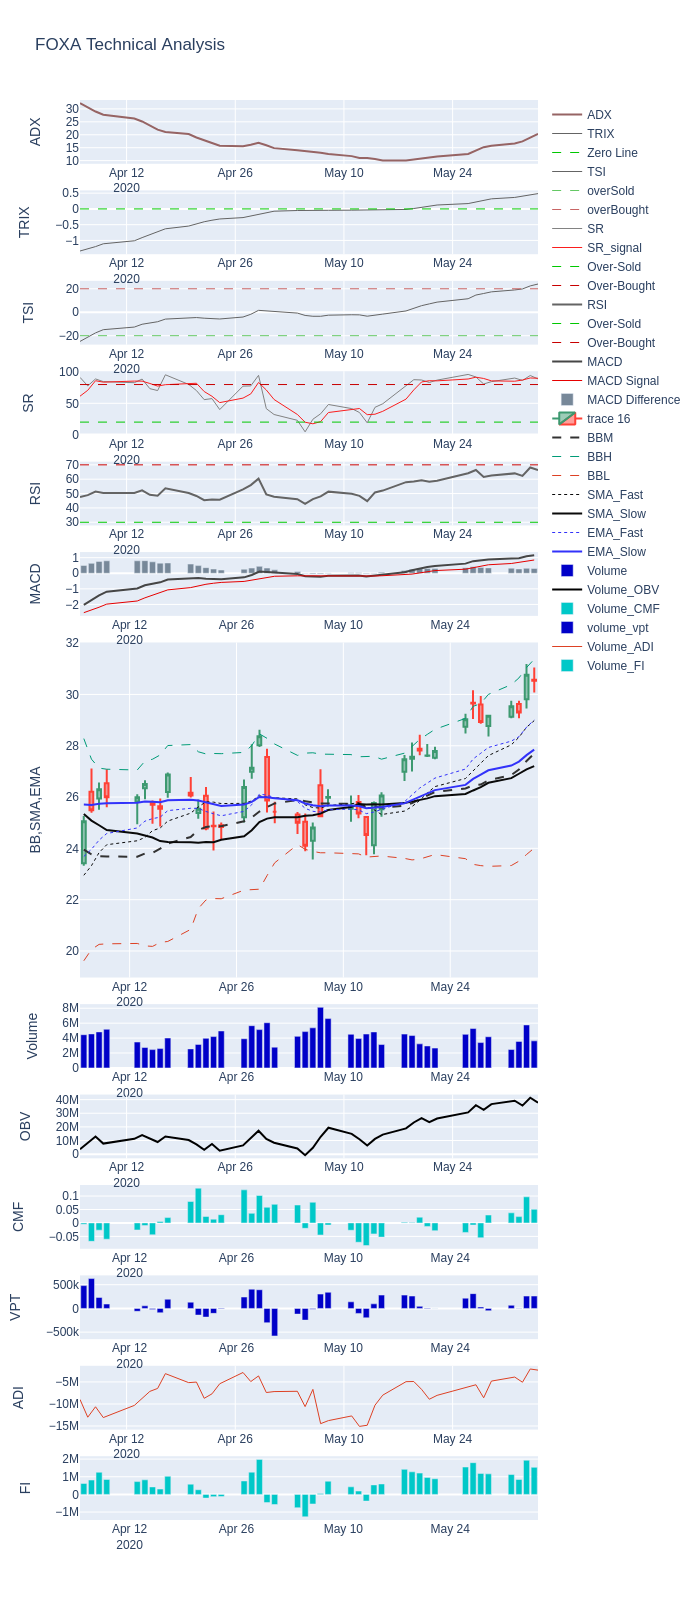 FOXA Technical Analysis
ADX
30
25
20
15
10
Apr 12
2020
Apr 26
May 10
May 24
TRIX
0.5
0
−0.5
−1
Apr 12
2020
Apr 26
May 10
May 24
TSI
20
0
−20
Apr 12
2020
Apr 26
May 10
May 24
SR
100
50
0
Apr 12
2020
Apr 26
May 10
May 24
RSI
70
60
50
40
30
Apr 12
2020
Apr 26
May 10
May 24
MACD
1
0
−1
−2
Apr 12
2020
Apr 26
May 10
May 24
BB,SMA,EMA
32
30
28
26
24
22
20
Apr 12
2020
Apr 26
May 10
May 24
Volume
8M
6M
4M
2M
0
Apr 12
2020
Apr 26
May 10
May 24
OBV
40M
30M
20M
10M
0
Apr 12
2020
Apr 26
May 10
May 24
CMF
0.1
0.05
0
−0.05
Apr 12
2020
Apr 26
May 10
May 24
VPT
500k
0
−500k
Apr 12
2020
Apr 26
May 10
May 24
ADI
−5M
−10M
−15M
Apr 12
2020
Apr 26
May 10
May 24
FI
2M
1M
0
−1M
Apr 12
2020
Apr 26
May 10
May 24
ADX
TRIX
Zero Line
TSI
overSold
overBought
SR
SR_signal
Over-Sold
Over-Bought
RSI
Over-Sold
Over-Bought
MACD
MACD Signal
MACD Difference
trace 16
BBM
BBH
BBL
SMA_Fast
SMA_Slow
EMA_Fast
EMA_Slow
Volume
Volume_OBV
Volume_CMF
volume_vpt
Volume_ADI
Volume_FI